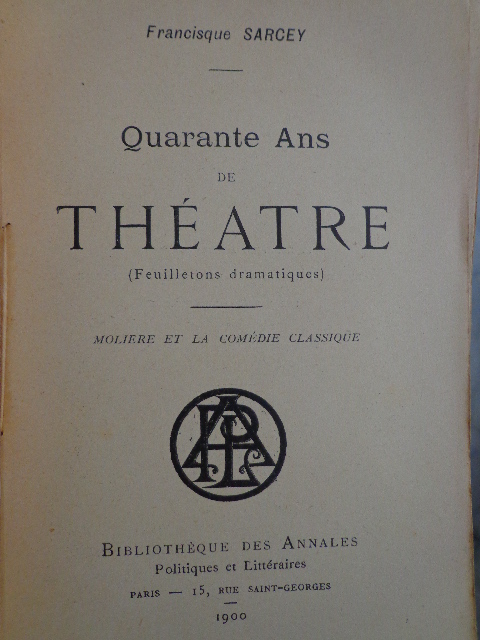 Francisque SARCEY
Quarante Ans
DE
THÉATRE
(Feuilletons dramatiques)
MOLIERE ET LA COMÉDIE CLASSIQUE
BIBLIOTHÈQUE DES ANNALES
Politiques et Littéraires
PARIS — 15, RUE SAINT-GEORGES
1900